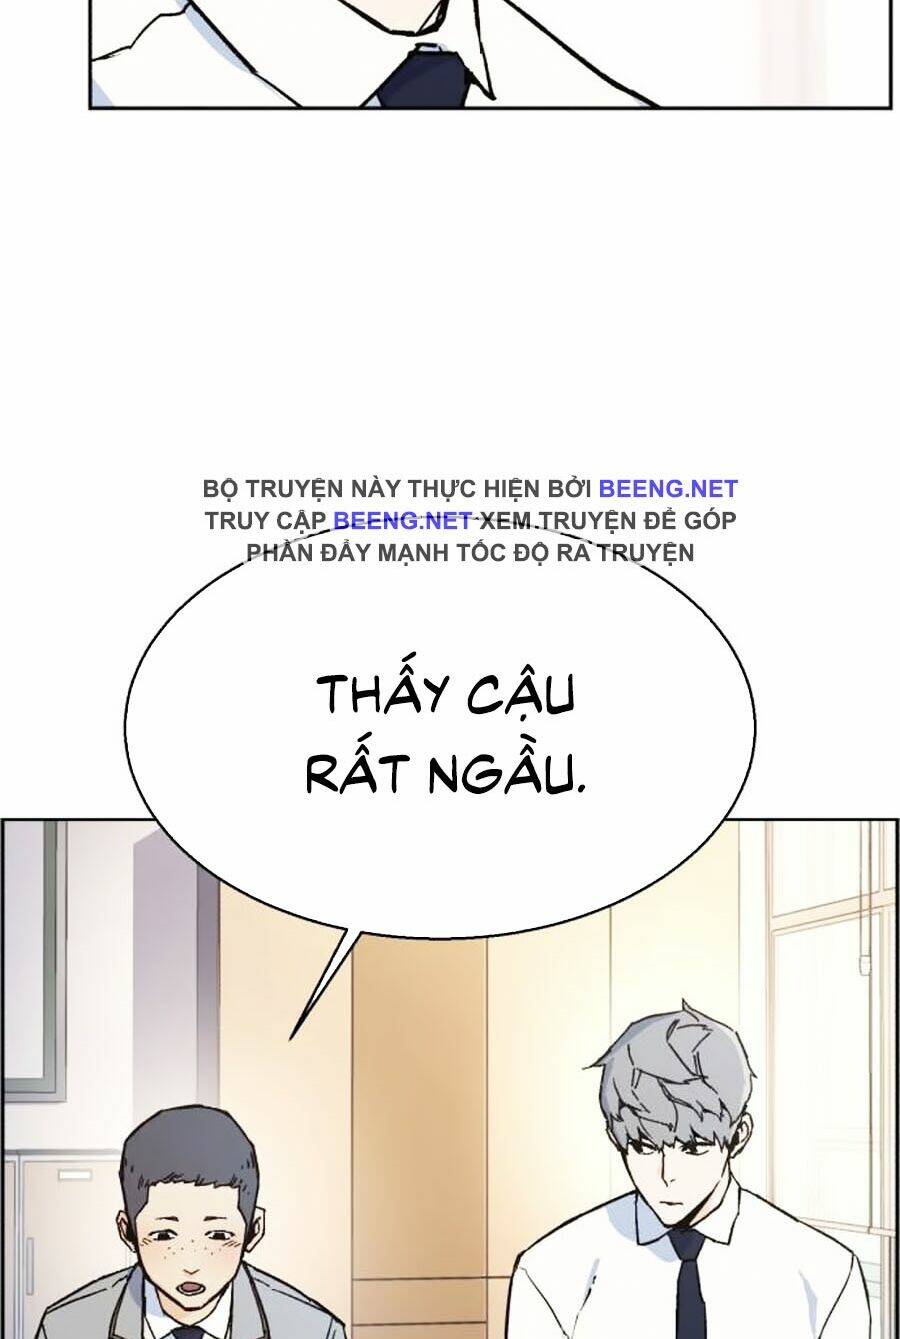 BỘ TRUYỆN NÀY THỰC HIỆN BỞI BEENG.NET
TRUY CẬP BEENG.NET XEM TRUYỆN ĐỂ GÓP
PHẦN ĐẨY MẠNH TỐC ĐỘ RA TRUYỆN
THẤY CẬU
RẤT NGẦU.